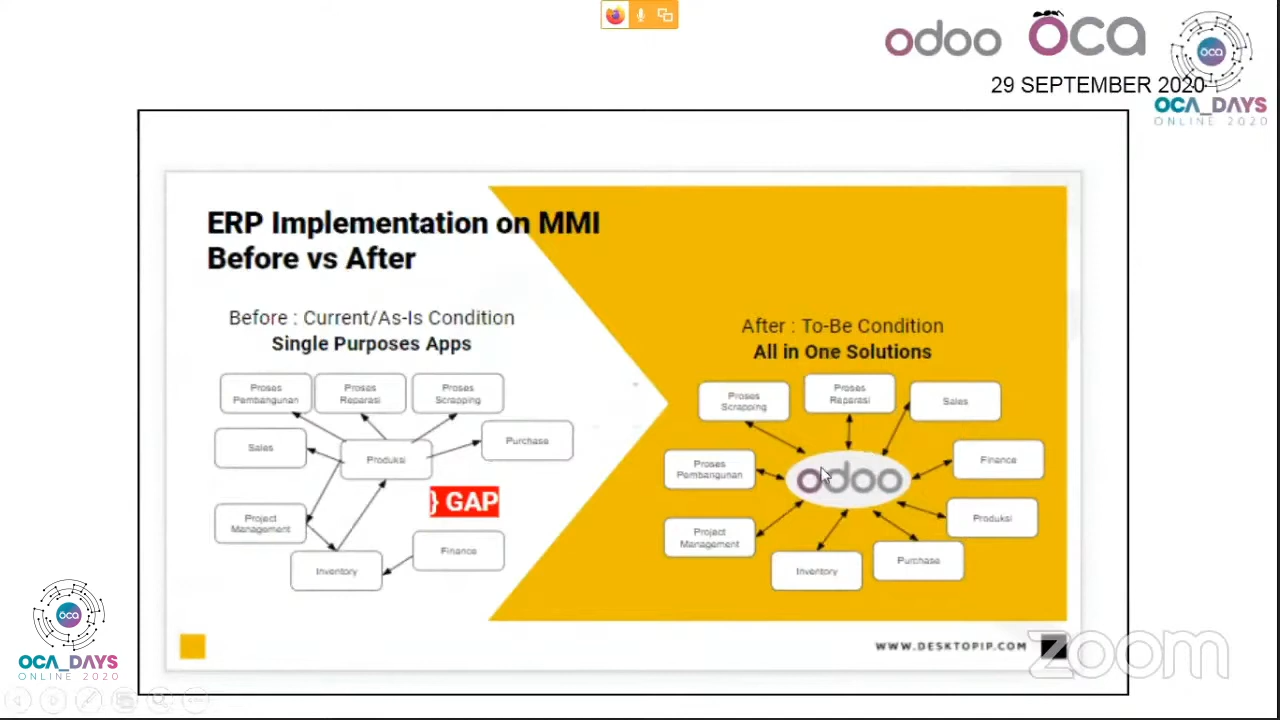 odoo
oca
29 SEPTEMBER 2020
oca
OCA_DAYS
ONLINE 2020
ERP Implementation on MMI
Before vs After
Before : Current/As-Is Condition
Single Purposes Apps
Proses
Pembangunan
Proses
Reparasi
Proses
Scrapping
Sales
Produksi
Purchase
} GAP
Project
Management
Inventory
Finance
After : To-Be Condition
All in One Solutions
Proses
Scrapping
Proses
Reparasi
Sales
Proses
Pembangunan
odoo
Finance
Project
Management
Produksi
Inventory
Purchase
WWW.DESKTOPIP.COM
zoom
oca
OCA_DAYS
ONLINE 2020